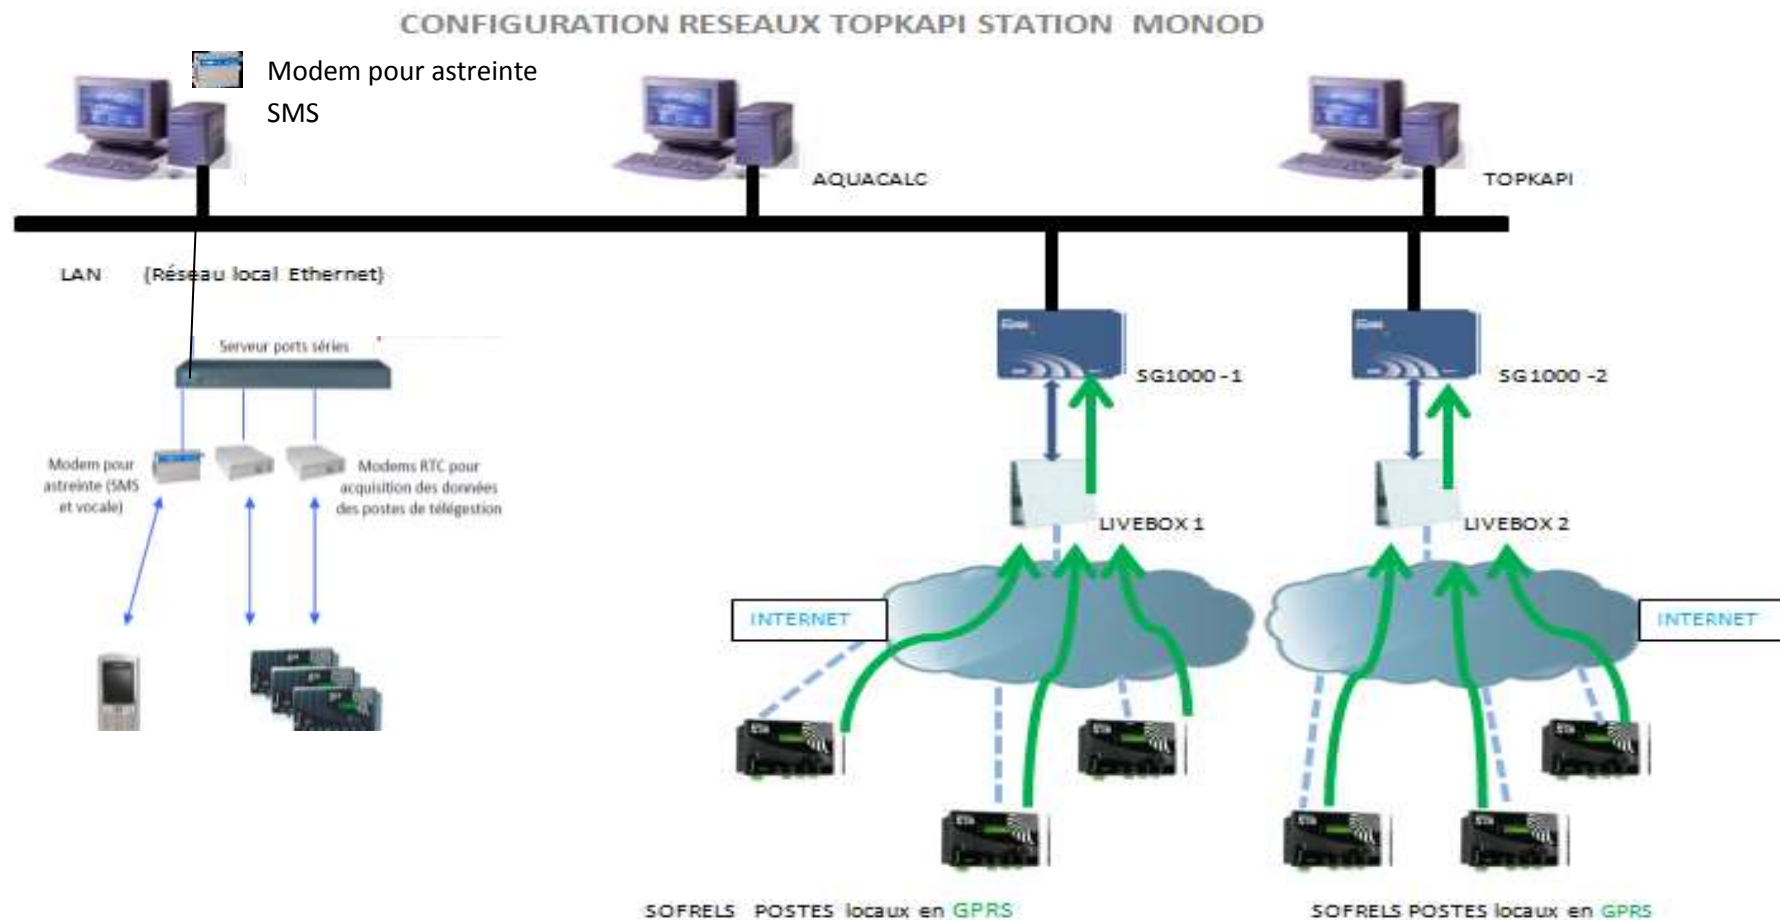 CONFIGURATION RESEAUX TOPKAPI STATION MONOD
Modem pour astreinte
SMS
AQUACALC
TOPKAPI
LAN (Réseau local Ethernet)
Serveur ports séries
SG1000 -1
SG1000 -2
Modem pour
astreinte (SMS
et vocale)
Modems RTC pour
acquisition des données
des postes de télégestion
LIVEBOX 1
LIVEBOX 2
INTERNET
INTERNET
SOFRELS POSTES locaux en GPRS
SOFRELS POSTES locaux en GPRS